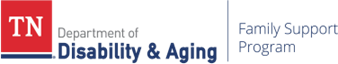 TN
Department of
Disability & Aging
Family Support
Program